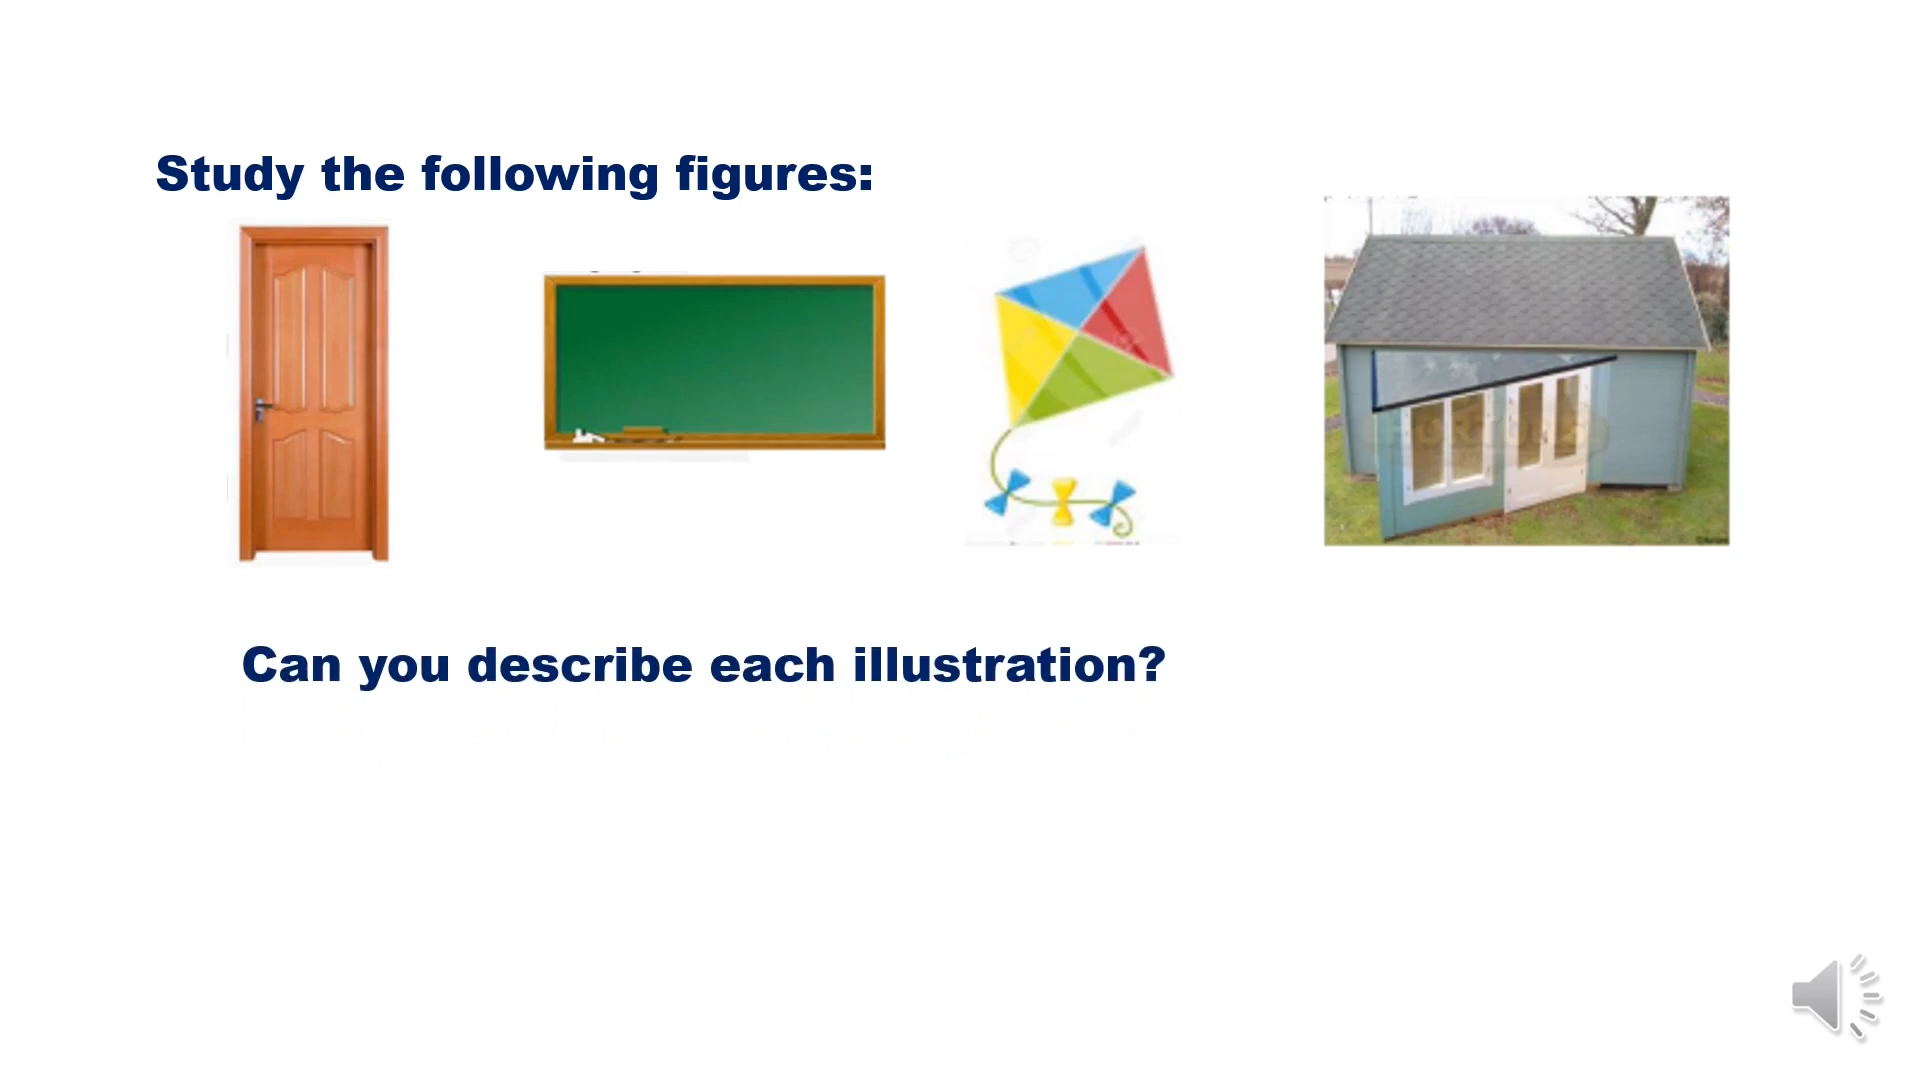 Study the following figures:
Can you describe each illustration?